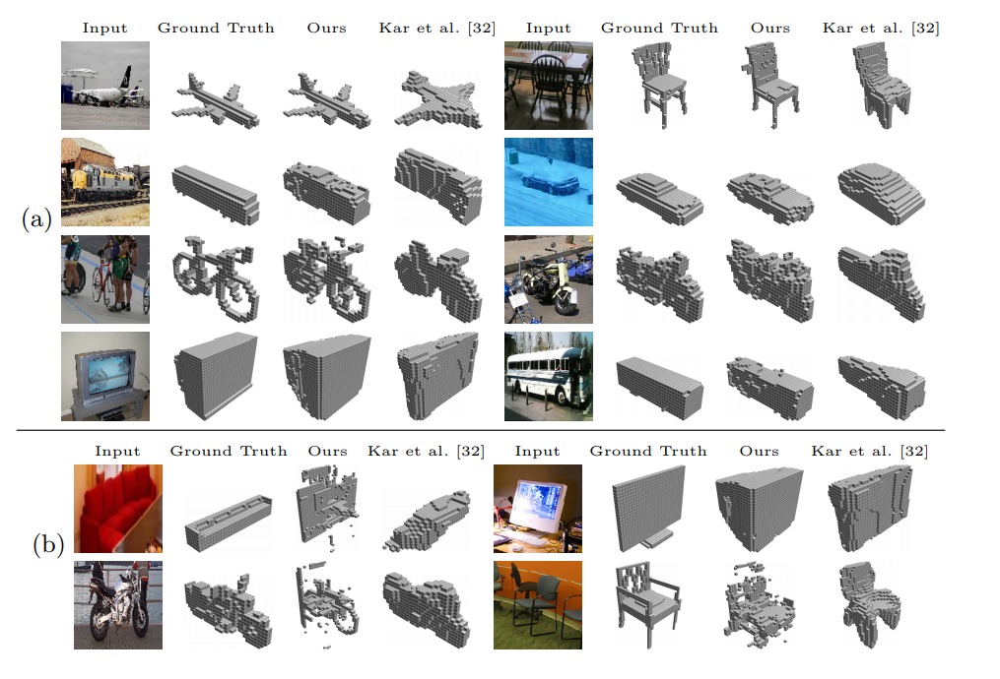 Input Ground Truth Ours Kar et al. [32] Input Ground Truth Ours Kar et al. [32]
(a)
Input Ground Truth Ours Kar et al. [32] Input Ground Truth Ours Kar et al. [32]
(b)